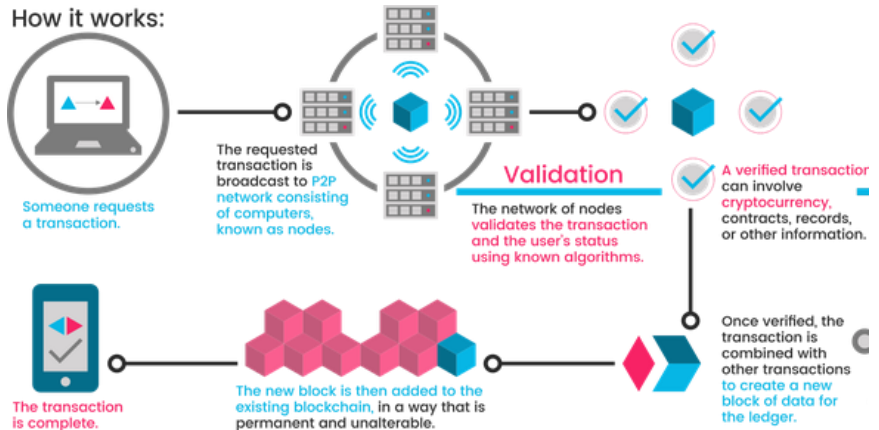 How it works:
Someone requests
a transaction.
The requested
transaction is
broadcast to P2P
network consisting
of computers,
known as nodes.
Validation
The network of nodes
validates the transaction
and the user's status
using known algorithms.
A verified transaction
can involve
cryptocurrency,
contracts, records,
or other information.
Once verified, the
transaction is
combined with
other transactions
to create a new
block of data for
the ledger.
The new block is then added to the
existing blockchain, in a way that is
permanent and unalterable.
The transaction
is complete.